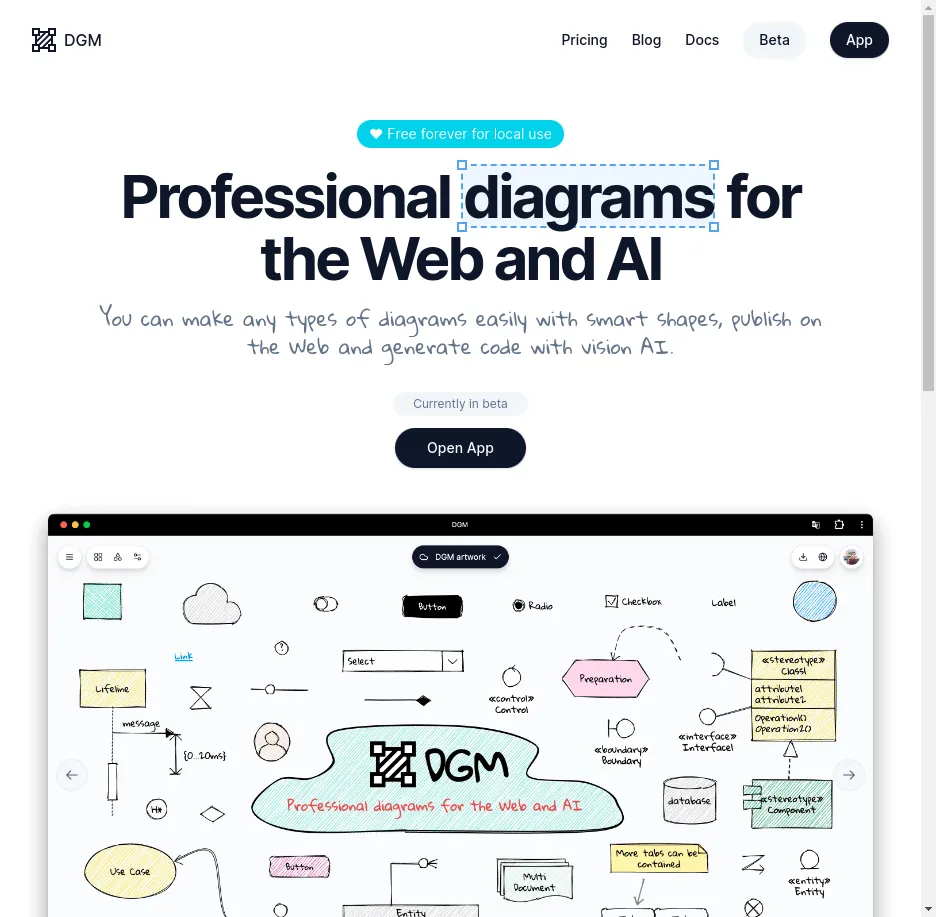 DGM
Pricing
Blog
Docs
Beta
App
Free forever for local use
Professional diagrams for
the Web and AI
You can make any types of diagrams easily with smart shapes, publish on
the Web and generate code with vision AI.
Currently in beta
Open App
DGM
DGM artwork
Button
Radio
Checkbox
Label
Link
?
Select
Lifeline
«control»
Control
Preparation
«stereotype»
Class1
attribute1
attribute2
Operation1()
Operation2()
message
{0...20ms}
«boundary»
Boundary
«interface»
Interface1
DGM
Professional diagrams for the Web and AI
H*
database
«stereotype»
Component
Use Case
Button
Multi
Document
More tabs can be
contained
«entity»
Entity
Entity